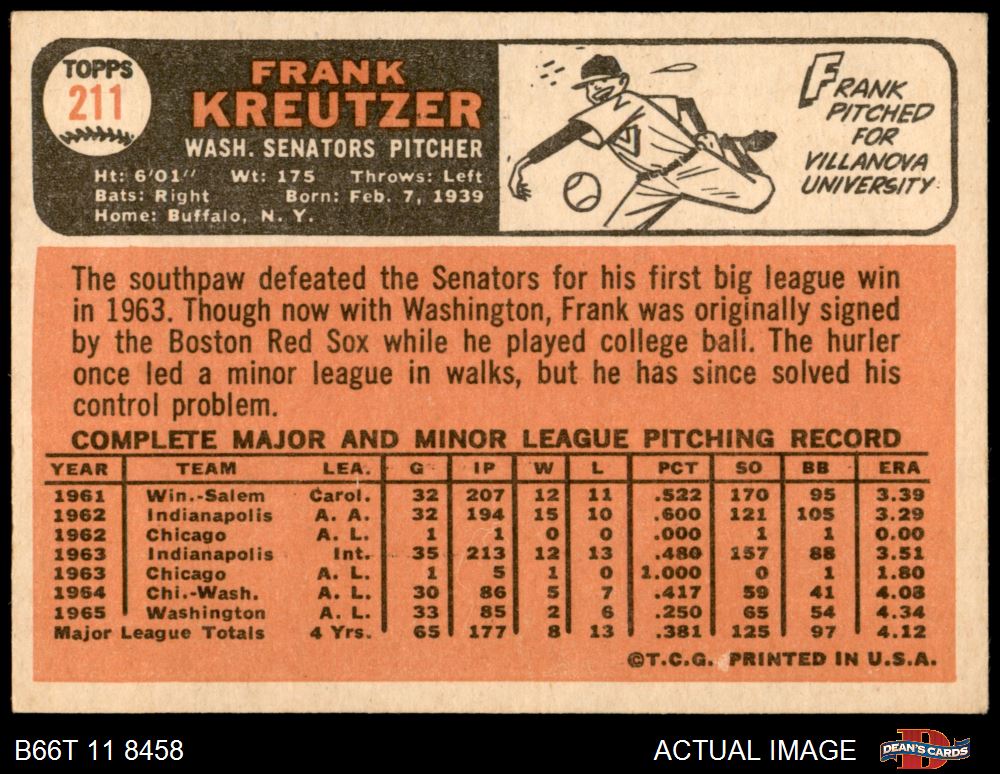 TOPPS
211
FRANK
KREUTZER
WASH. SENATORS PITCHER
Ht: 6'01" Wt: 175 Throws: Left
Bats: Right Born: Feb. 7, 1939
Home: Buffalo, N. Y.
FRANK
PITCHED
FOR
VILLANOVA
UNIVERSITY
V
The southpaw defeated the Senators for his first big league win
in 1963. Though now with Washington, Frank was originally signed
by the Boston Red Sox while he played college ball. The hurler
once led a minor league in walks, but he has since solved his
control problem.
COMPLETE MAJOR AND MINOR LEAGUE PITCHING RECORD
YEAR TEAM LEA. G IP W L PCT SO BB ERA
1961 Win.-Salem Carol. 32 207 12 11 .522 170 95 3.39
1962 Indianapolis A. A. 32 194 15 10 .600 121 105 3.29
1962 Chicago A. L. 1 1 0 0 .000 1 1 0.00
1963 Indianapolis Int. 35 213 12 13 .480 157 88 3.51
1963 Chicago A. L. 1 5 1 0 1.000 0 1 1.80
1964 Chi.-Wash. A. L. 30 86 5 7 .417 59 41 4.08
1965 Washington A. L. 33 85 2 6 .250 65 54 4.34
Major League Totals 4 Yrs. 65 177 8 13 .381 125 97 4.12
©T.C.G. PRINTED IN U.S.A.
B66T 11 8458
ACTUAL IMAGE
DEAN'S CARDS